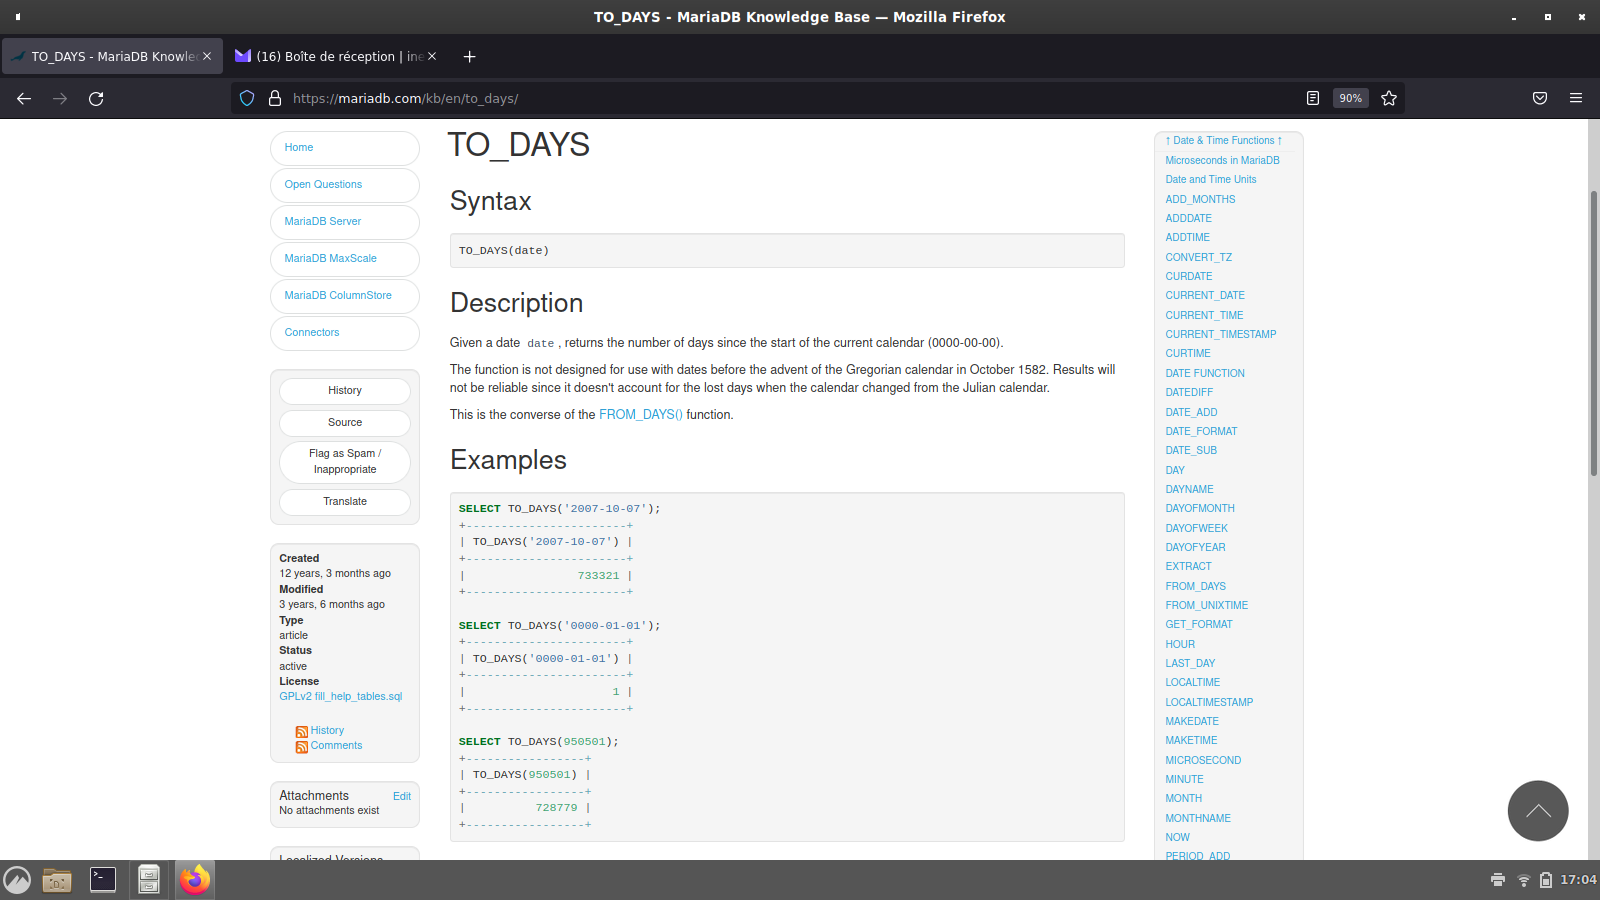 TO_DAYS - MariaDB Knowledge Base — Mozilla Firefox
TO_DAYS - MariaDB Knowle
(16) Boîte de réception | ine
https://mariadb.com/kb/en/to_days/
90%
Home
Open Questions
MariaDB Server
MariaDB MaxScale
MariaDB ColumnStore
Connectors
History
Source
Flag as Spam /
Inappropriate
Translate
Created
12 years, 3 months ago
Modified
3 years, 6 months ago
Type
article
Status
active
License
GPLv2 fill_help_tables.sql
History
Comments
Attachments Edit
No attachments exist
Localized Versions
TO_DAYS
Syntax
TO_DAYS(date)
Description
Given a date date , returns the number of days since the start of the current calendar (0000-00-00).
The function is not designed for use with dates before the advent of the Gregorian calendar in October 1582. Results will
not be reliable since it doesn't account for the lost days when the calendar changed from the Julian calendar.
This is the converse of the FROM_DAYS() function.
Examples
SELECT TO_DAYS('2007-10-07');
+-----------------------+
| TO_DAYS('2007-10-07') |
+-----------------------+
|                733321 |
+-----------------------+
SELECT TO_DAYS('0000-01-01');
+-----------------------+
| TO_DAYS('0000-01-01') |
+-----------------------+
|                     1 |
+-----------------------+
SELECT TO_DAYS(950501);
+-----------------+
| TO_DAYS(950501) |
+-----------------+
|          728779 |
+-----------------+
↑ Date & Time Functions ↑
Microseconds in MariaDB
Date and Time Units
ADD_MONTHS
ADDDATE
ADDTIME
CONVERT_TZ
CURDATE
CURRENT_DATE
CURRENT_TIME
CURRENT_TIMESTAMP
CURTIME
DATE FUNCTION
DATEDIFF
DATE_ADD
DATE_FORMAT
DATE_SUB
DAY
DAYNAME
DAYOFMONTH
DAYOFWEEK
DAYOFYEAR
EXTRACT
FROM_DAYS
FROM_UNIXTIME
GET_FORMAT
HOUR
LAST_DAY
LOCALTIME
LOCALTIMESTAMP
MAKEDATE
MAKETIME
MICROSECOND
MINUTE
MONTH
MONTHNAME
NOW
PERIOD_ADD
17:04